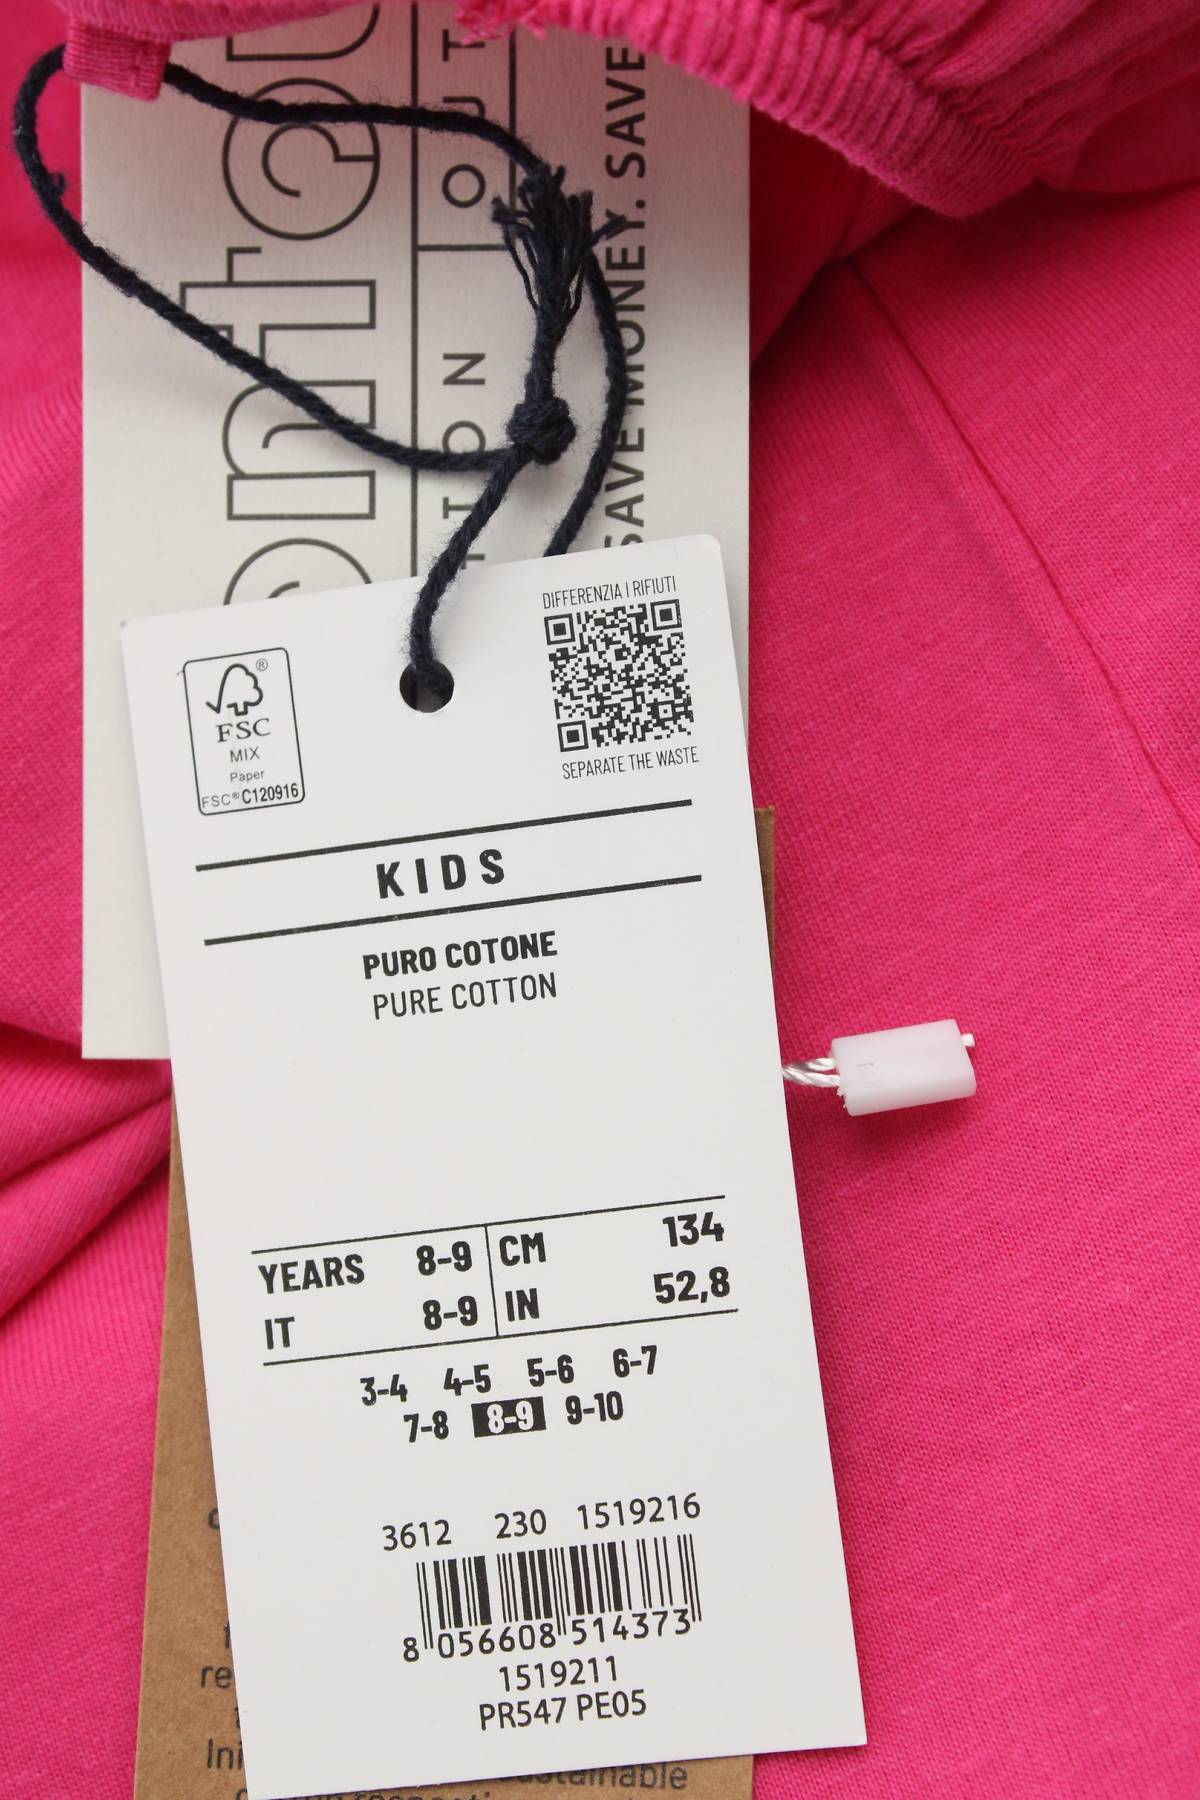 OUT
SAVE MONEY. SAVE
DIFFERENZIA I RIFIUTI
SEPARATE THE WASTE
®
FSC
MIX
Paper
FSC® C120916
KIDS
PURO COTONE
PURE COTTON
YEARS 8-9 CM 134
IT 8-9 IN 52,8
3-4 4-5 5-6 6-7
7-8 8-9 9-10
3612 230 1519216
8 056608 514373
1519211
PR547 PE05